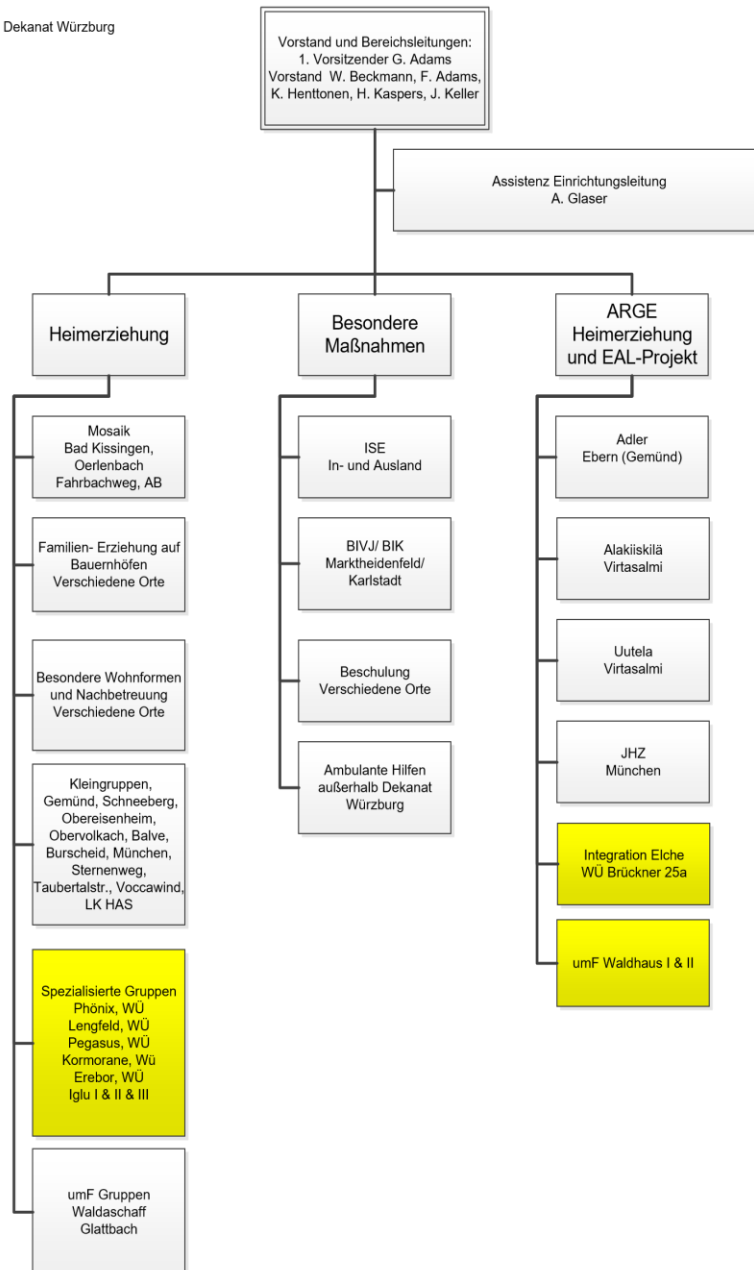 Dekanat Würzburg
Vorstand und Bereichsleitungen:
1. Vorsitzender G. Adams
Vorstand W. Beckmann, F. Adams,
K. Henttonen, H. Kaspers, J. Keller
Assistenz Einrichtungsleitung
A. Glaser
Heimerziehung
Mosaik
Bad Kissingen,
Oerlenbach
Fahrbachweg, AB
Familien- Erziehung auf
Bauernhöfen
Verschiedene Orte
Besondere Wohnformen
und Nachbetreuung
Verschiedene Orte
Kleingruppen,
Gemünd, Schneeberg,
Obereisenheim,
Obervolkach, Balve,
Burscheid, München,
Sternenweg,
Taubertalstr., Voccawind,
LK HAS
Spezialisierte Gruppen
Phönix, WÜ
Lengfeld, WÜ
Pegasus, WÜ
Kormorane, Wü
Erebor, WÜ
Iglu I & II & III
umF Gruppen
Waldaschaff
Glattbach
Besondere
Maßnahmen
ISE
In- und Ausland
BIVJ/ BIK
Marktheidenfeld/
Karlstadt
Beschulung
Verschiedene Orte
Ambulante Hilfen
außerhalb Dekanat
Würzburg
ARGE
Heimerziehung
und EAL-Projekt
Adler
Ebern (Gemünd)
Alakiiskilä
Virtasalmi
Uutela
Virtasalmi
JHZ
München
Integration Elche
WÜ Brückner 25a
umF Waldhaus I & II